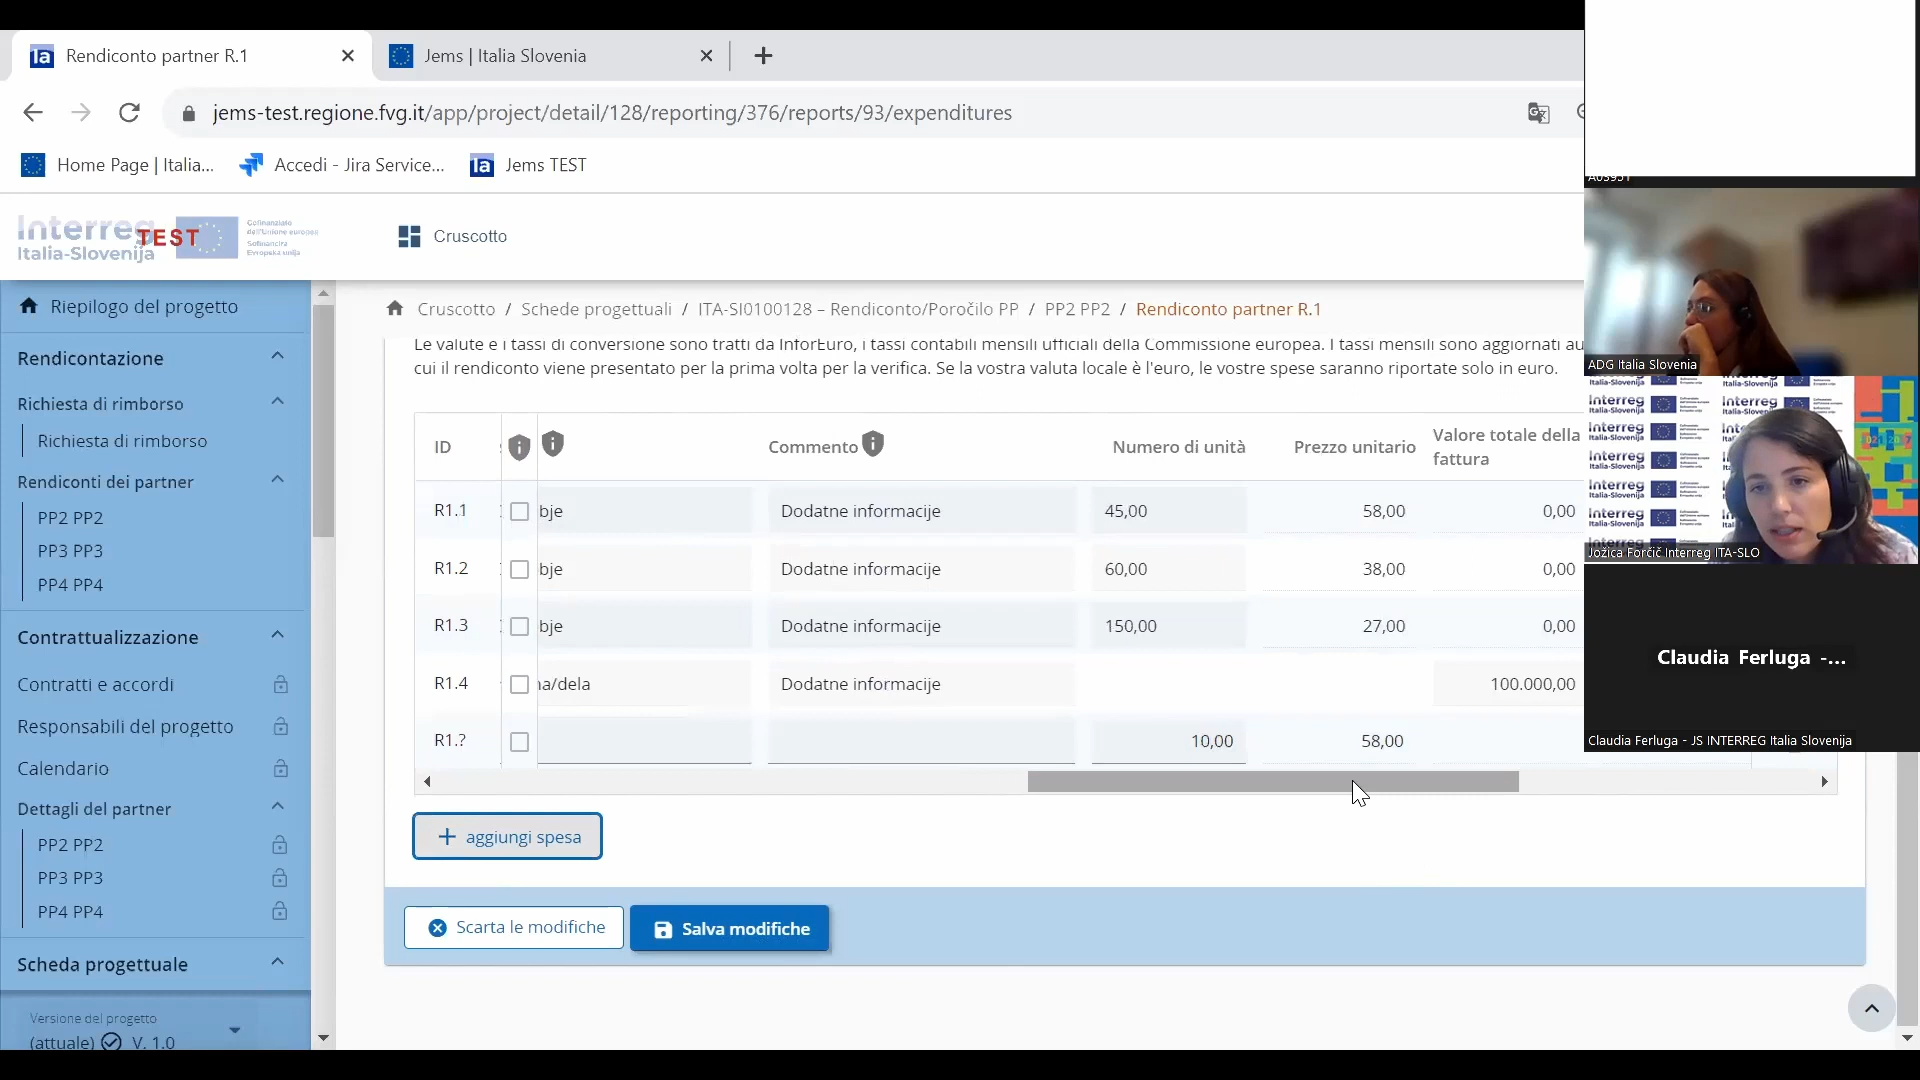 Rendiconto partner R.1
Jems | Italia Slovenia
jems-test.regione.fvg.it/app/project/detail/128/reporting/376/reports/93/expenditures
Home Page | Italia...
Accedi - Jira Service...
Jems TEST
Interreg
TEST
Italia-Slovenija
Cofinanziato
dall'Unione europea
Sofinancira
Evropska unija
Cruscotto
Riepilogo del progetto
Rendicontazione
Richiesta di rimborso
Richiesta di rimborso
Rendiconti dei partner
PP2 PP2
PP3 PP3
PP4 PP4
Contrattualizzazione
Contratti e accordi
Responsabili del progetto
Calendario
Dettagli del partner
PP2 PP2
PP3 PP3
PP4 PP4
Scheda progettuale
Versione del progetto
(attuale) V. 1.0
Cruscotto / Schede progettuali / ITA-SI0100128 – Rendiconto/Poročilo PP / PP2 PP2 / Rendiconto partner R.1
Le valute e i tassi di conversione sono tratti da InforEuro, i tassi contabili mensili ufficiali della Commissione europea. I tassi mensili sono aggiornati
cui il rendiconto viene presentato per la prima volta per la verifica. Se la vostra valuta locale è l'euro, le vostre spese saranno riportate solo in euro.
ID Commento Numero di unità Prezzo unitario Valore totale della fattura
R1.1 bje Dodatne informacije 45,00 58,00 0,00
R1.2 bje Dodatne informacije 60,00 38,00 0,00
R1.3 bje Dodatne informacije 150,00 27,00 0,00
R1.4 na/dela Dodatne informacije 100.000,00
R1.? 10,00 58,00
+ aggiungi spesa
Scarta le modifiche
Salva modifiche
ADG Italia Slovenia
Interreg
Italia-Slovenija
Jožica Forčič Interreg ITA-SLO
Claudia Ferluga -...
Claudia Ferluga - JS INTERREG Italia Slovenija